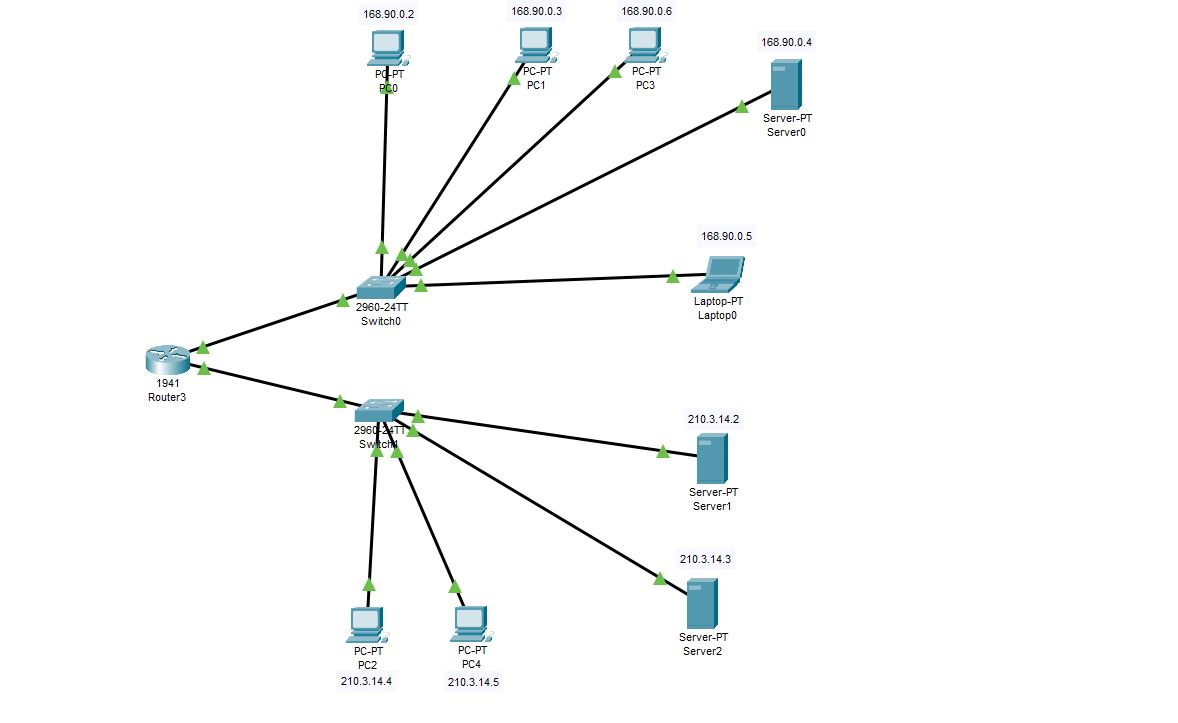 168.90.0.2
PC-PT
PC0
168.90.0.3
PC-PT
PC1
168.90.0.6
PC-PT
PC3
168.90.0.4
Server-PT
Server0
168.90.0.5
Laptop-PT
Laptop0
2960-24TT
Switch0
1941
Router3
2960-24TT
Switch1
210.3.14.2
Server-PT
Server1
210.3.14.3
Server-PT
Server2
PC-PT
PC2
210.3.14.4
PC-PT
PC4
210.3.14.5